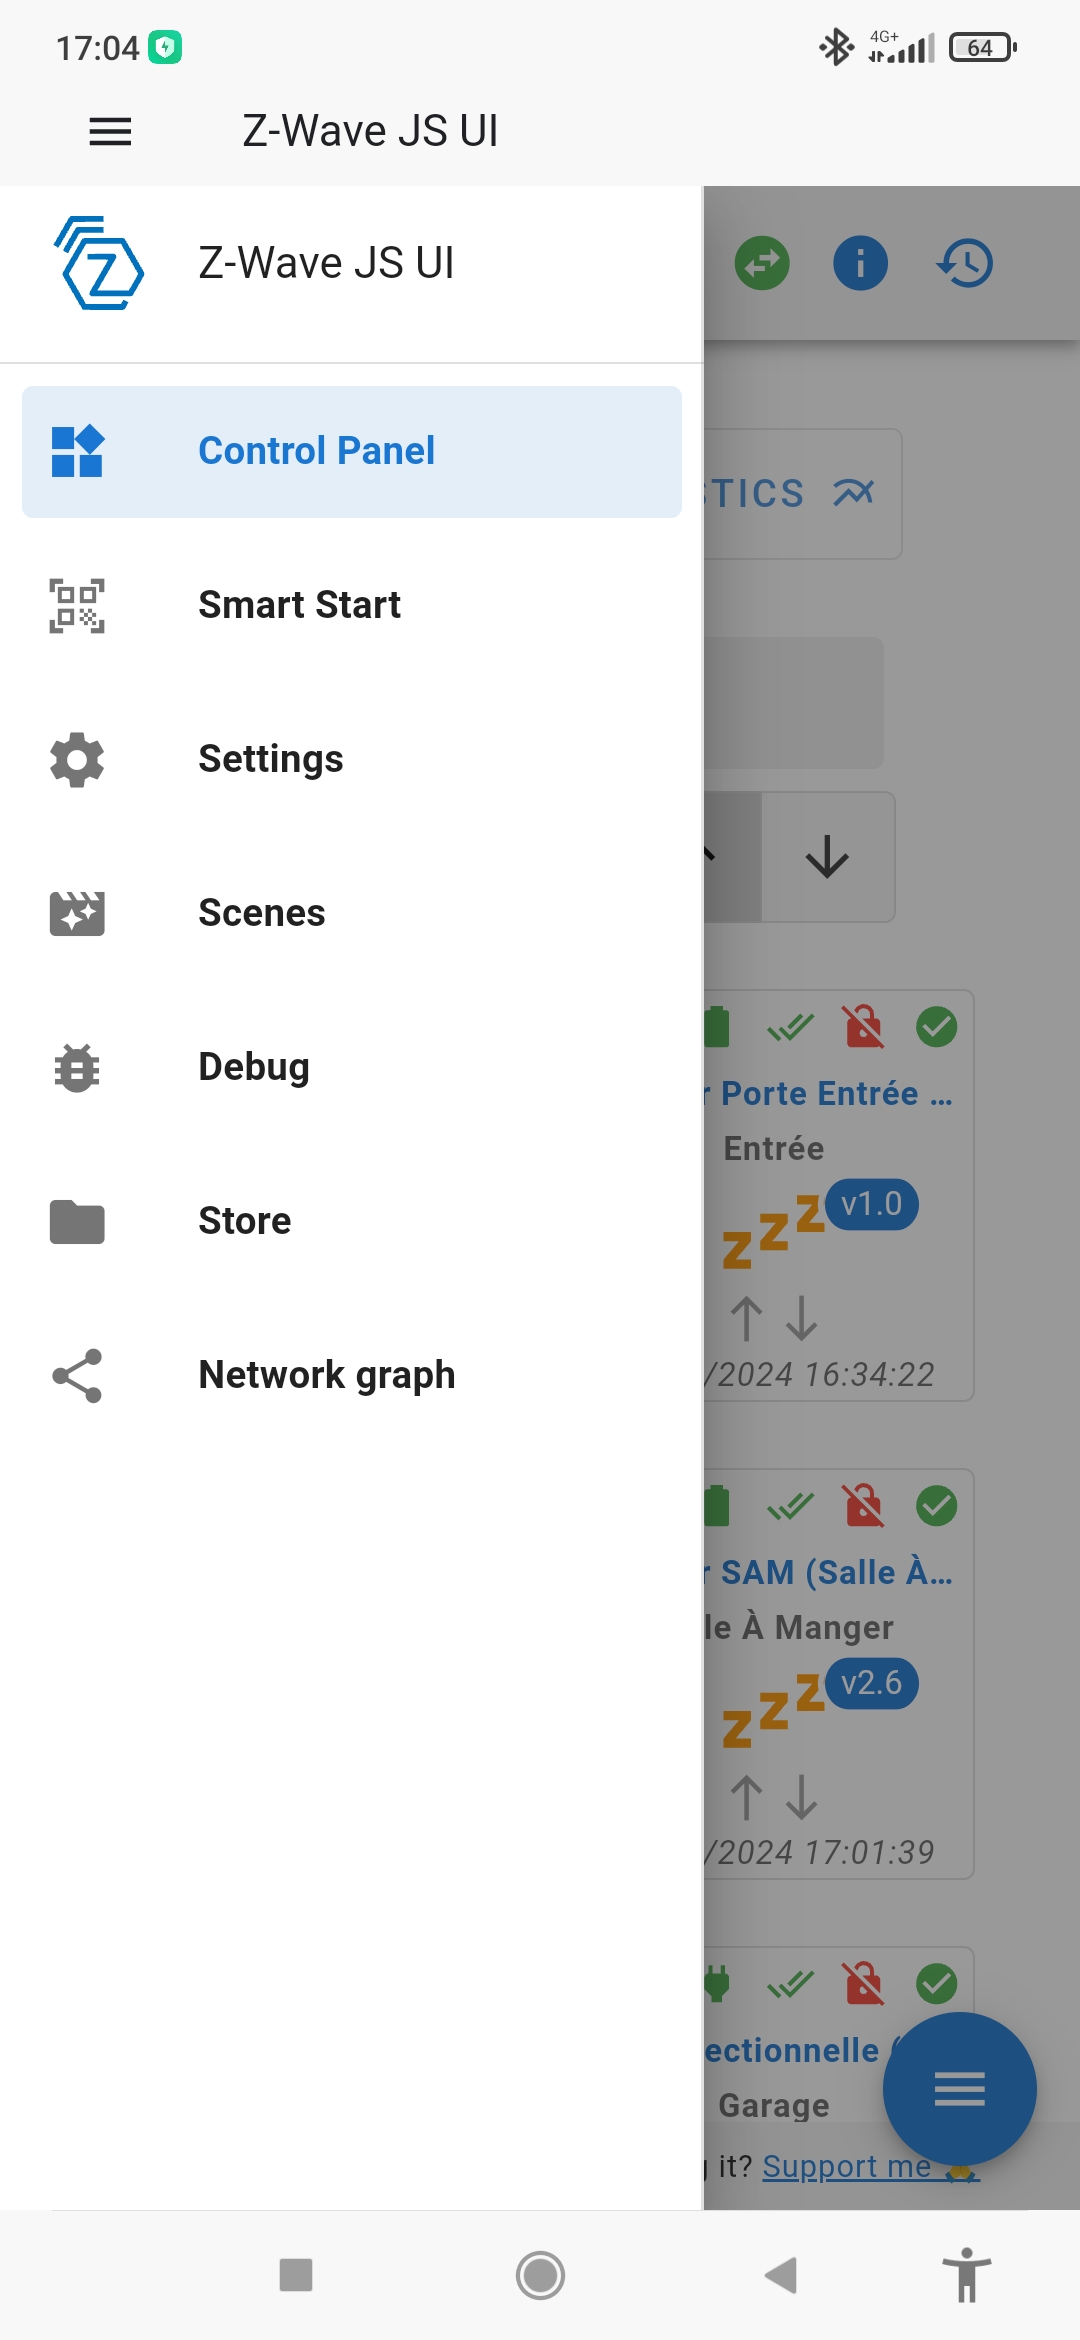 17:04
4G+
64
Z-Wave JS UI
Z-Wave JS UI
Control Panel
STICS
Smart Start
Settings
Scenes
Debug
Store
Network graph
r Porte Entrée ...
Entrée
v1.0
/2024 16:34:22
r SAM (Salle À...
le À Manger
v2.6
/2024 17:01:39
ectionnelle (
Garage
it? Support me